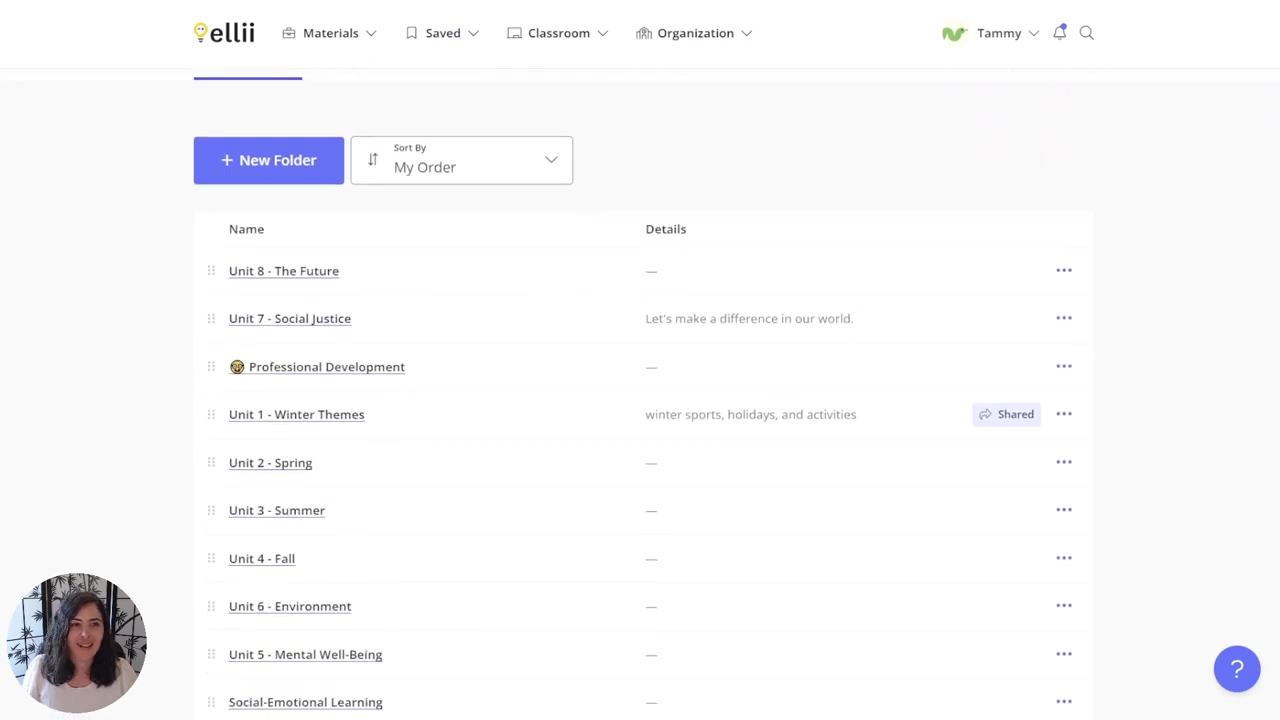 ellii Materials Saved Classroom Organization Tammy
+ New Folder
Sort By
My Order
Name Details
Unit 8 - The Future —
Unit 7 - Social Justice Let's make a difference in our world.
🤓 Professional Development —
Unit 1 - Winter Themes winter sports, holidays, and activities Shared
Unit 2 - Spring —
Unit 3 - Summer —
Unit 4 - Fall —
Unit 6 - Environment —
Unit 5 - Mental Well-Being —
Social-Emotional Learning
?